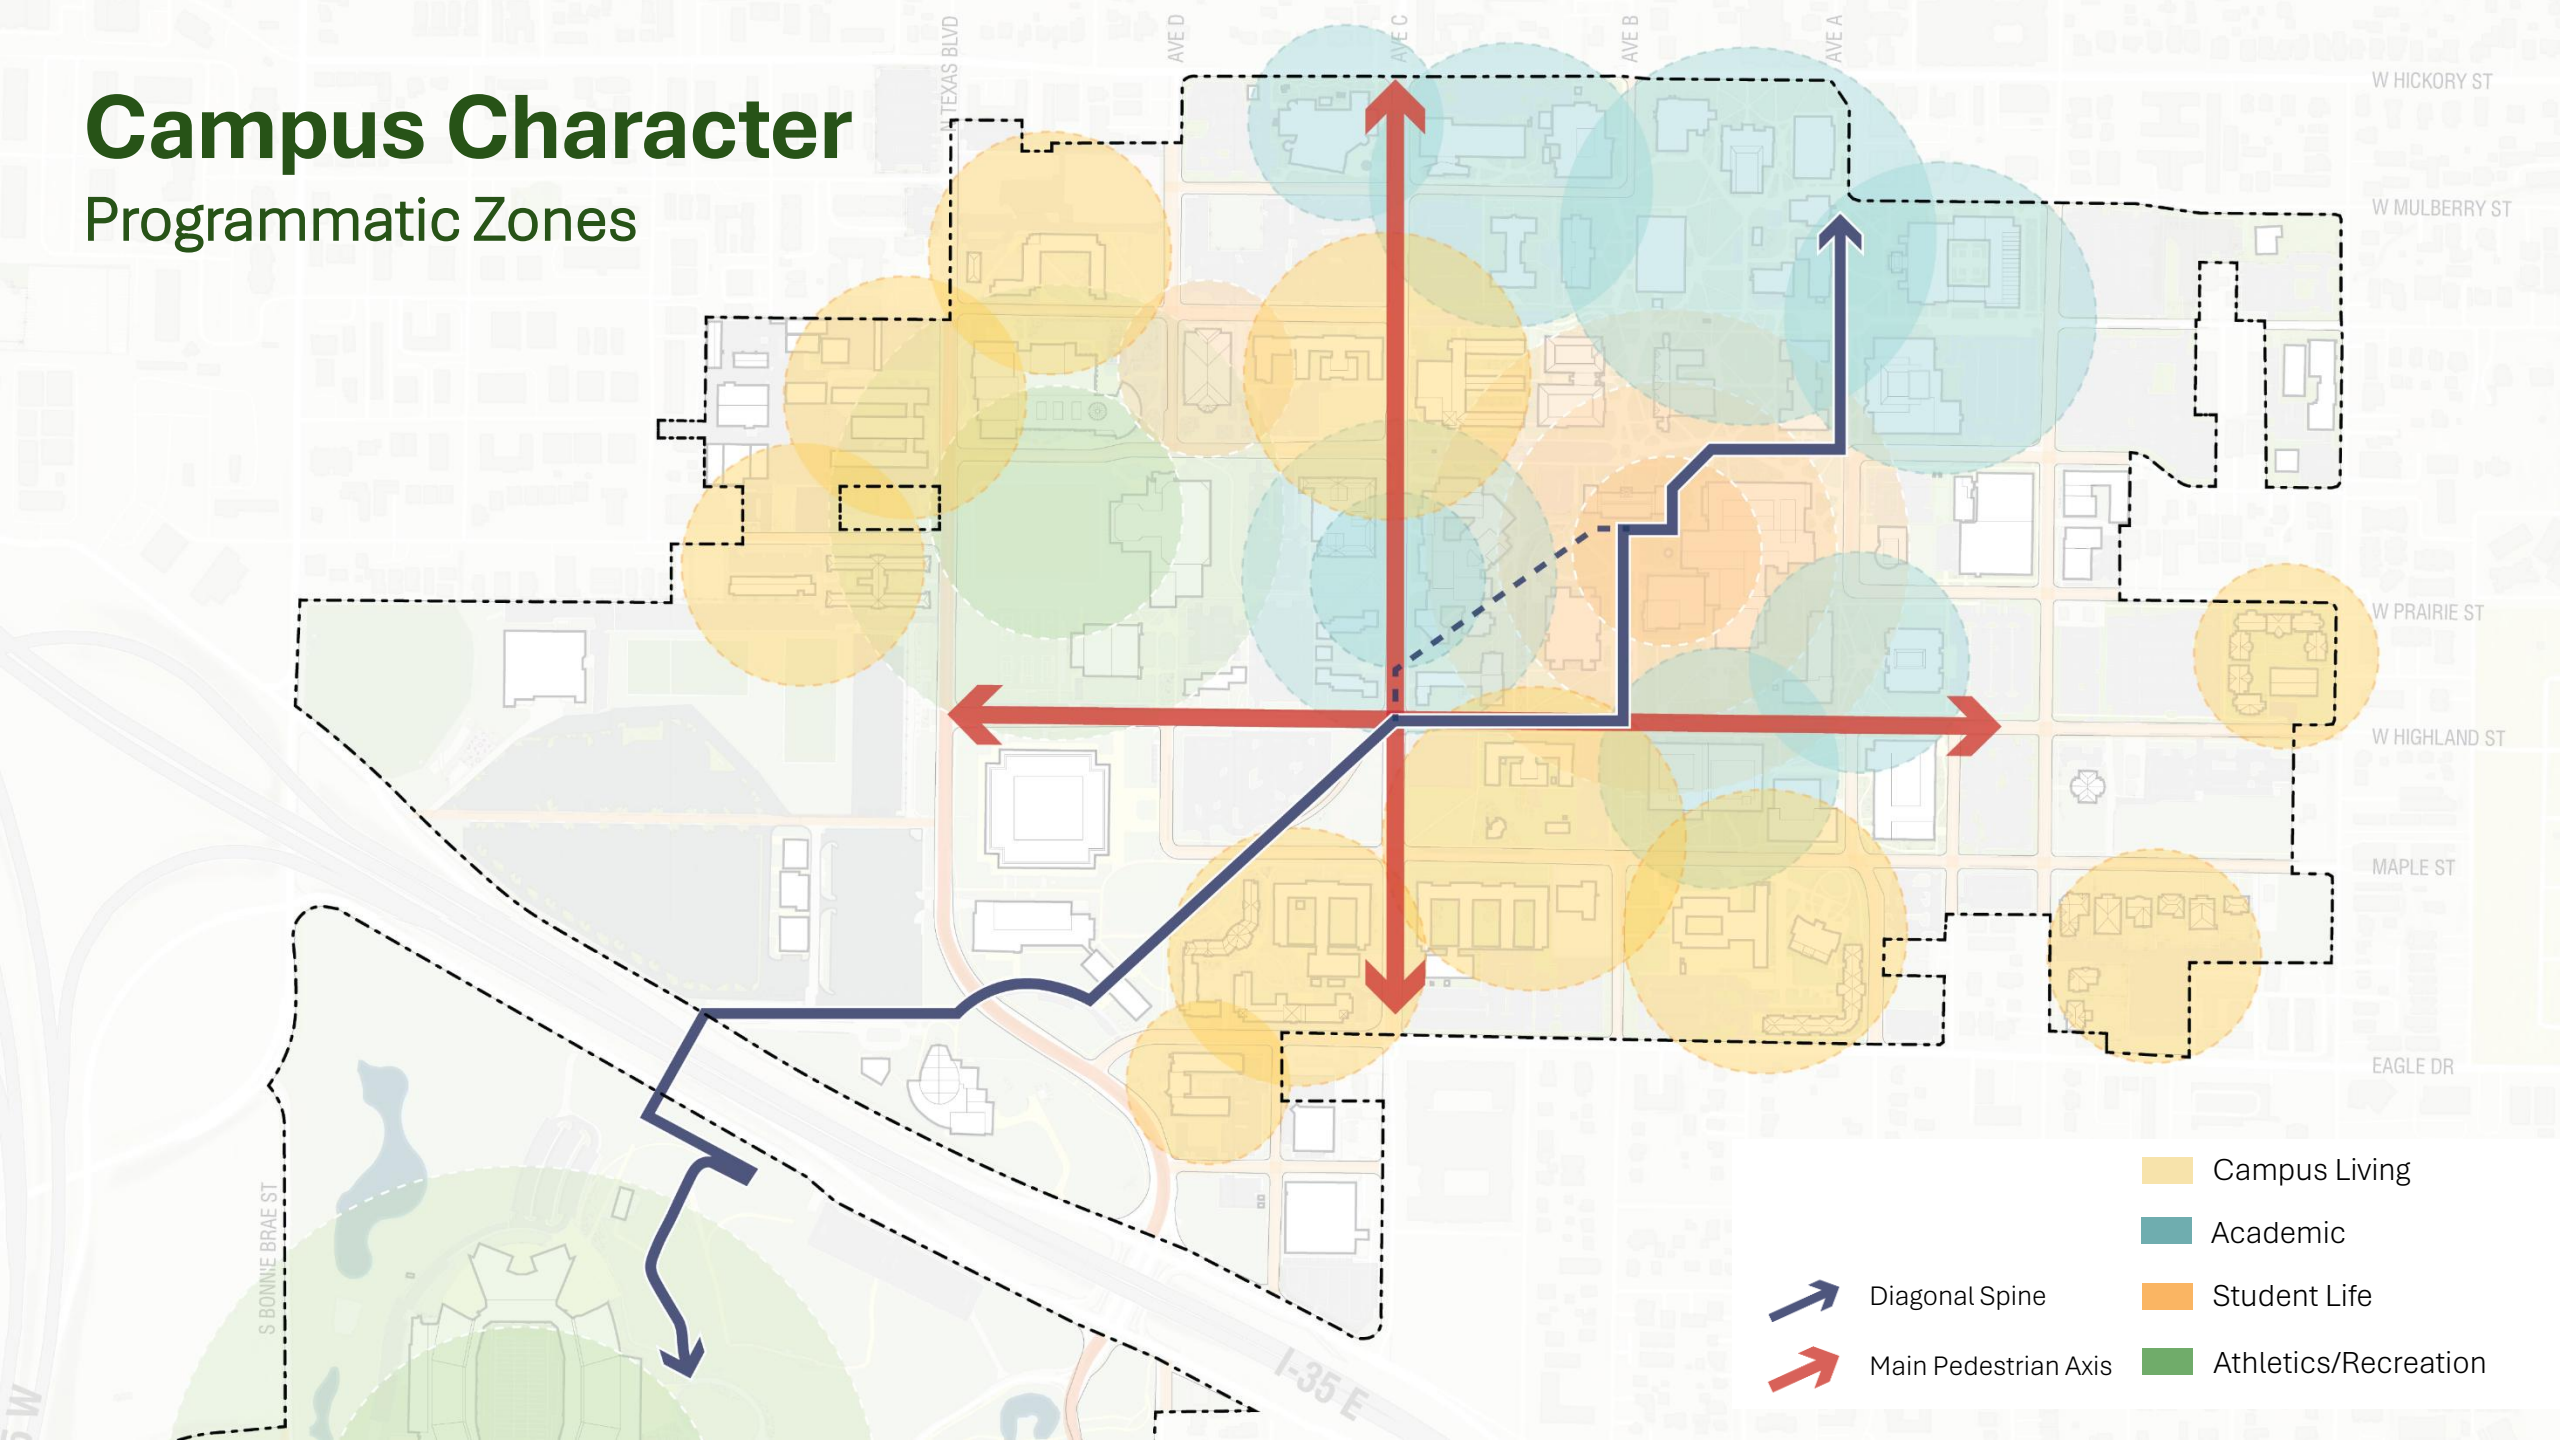 Campus Character
Programmatic Zones
N TEXAS BLVD
AVE D
AVE C
AVE B
AVE A
W HICKORY ST
W MULBERRY ST
W PRAIRIE ST
W HIGHLAND ST
MAPLE ST
EAGLE DR
S BONNIE BRAE ST
I-35 E
5 W
Campus Living
Academic
Student Life
Athletics/Recreation
Diagonal Spine
Main Pedestrian Axis